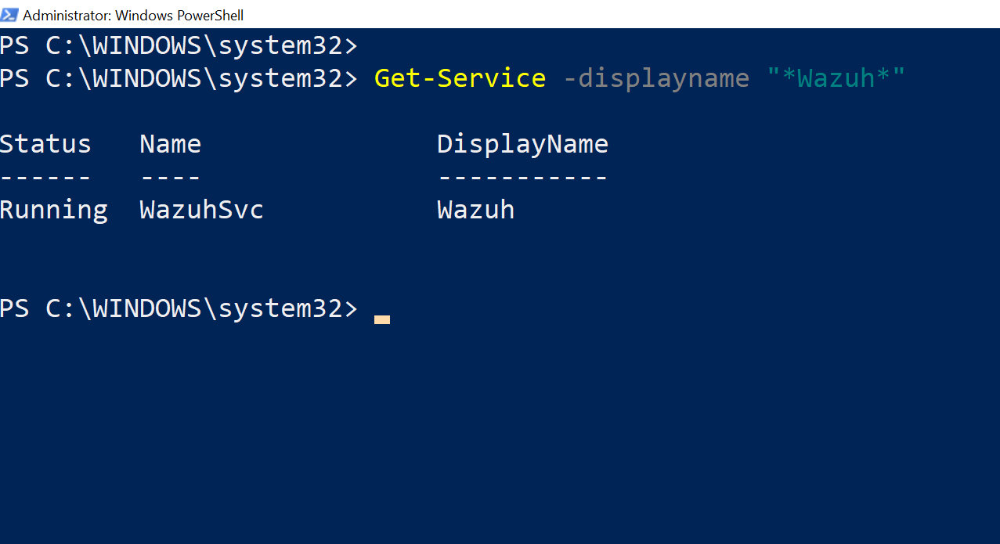 Administrator: Windows PowerShell
PS C:\WINDOWS\system32>
PS C:\WINDOWS\system32> Get-Service -displayname "*Wazuh*"
Status   Name               DisplayName
------   ----               -----------
Running  WazuhSvc           Wazuh
PS C:\WINDOWS\system32>